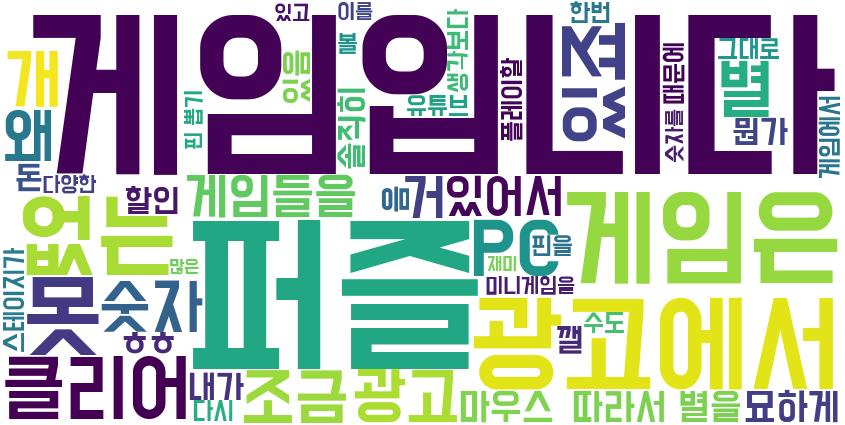 있고
이를
한번
게임입니다
개
왜
있음
볼
생각보다
유튜브
핀 뽑기
솔직히
플레이할
졌
있
숫자를
때문에
그대로
별
뭔가
게임에서
돈
다양한
할인
게임들을
음
거
있어서
게임은
없는
많은
퍼즐
PC
핀을
재미
미니게임을
스테이지가
못
숫자
ㅎㅎ
광고에서
수도
깰
클리어
내가
다시
조금
광고
마우스
따라서
별을
묘하게